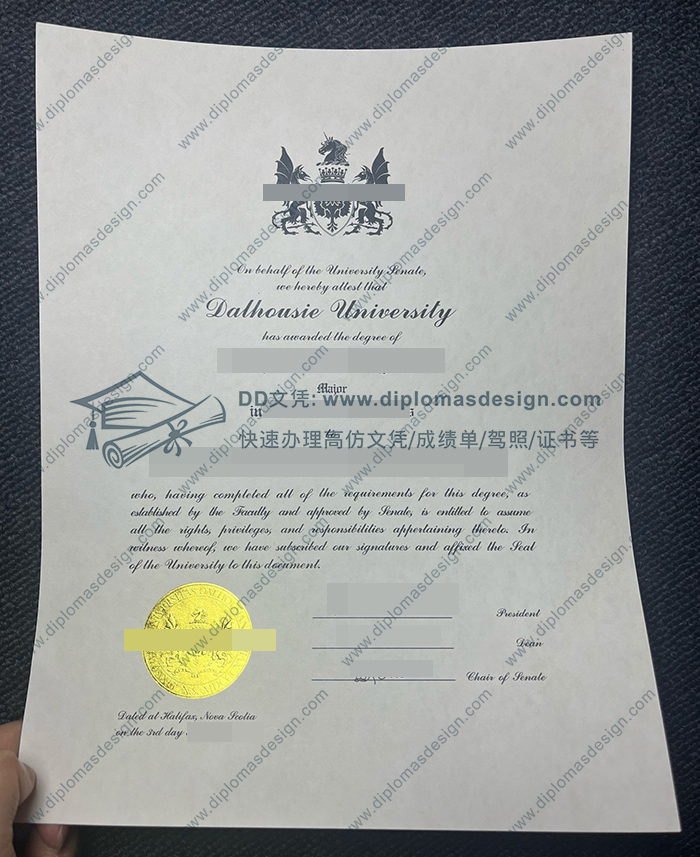 On behalf of the University Senate,
we hereby attest that
Dalhousie University
has awarded the degree of
Major
in
DD文凭: www.diplomasdesign.com
快速办理高仿文凭/成绩单/驾照/证书等
who, having completed all of the requirements for this degree, as
established by the Faculty and approved by Senate, is entitled to assume
all the rights, privileges, and responsibilities appertaining thereto. In
witness whereof, we have subscribed our signatures and affixed the Seal
of the University to this document.
President
Dean
Chair of Senate
Dated at Halifax, Nova Scotia
on the 3rd day
www.diplomasdesign.com